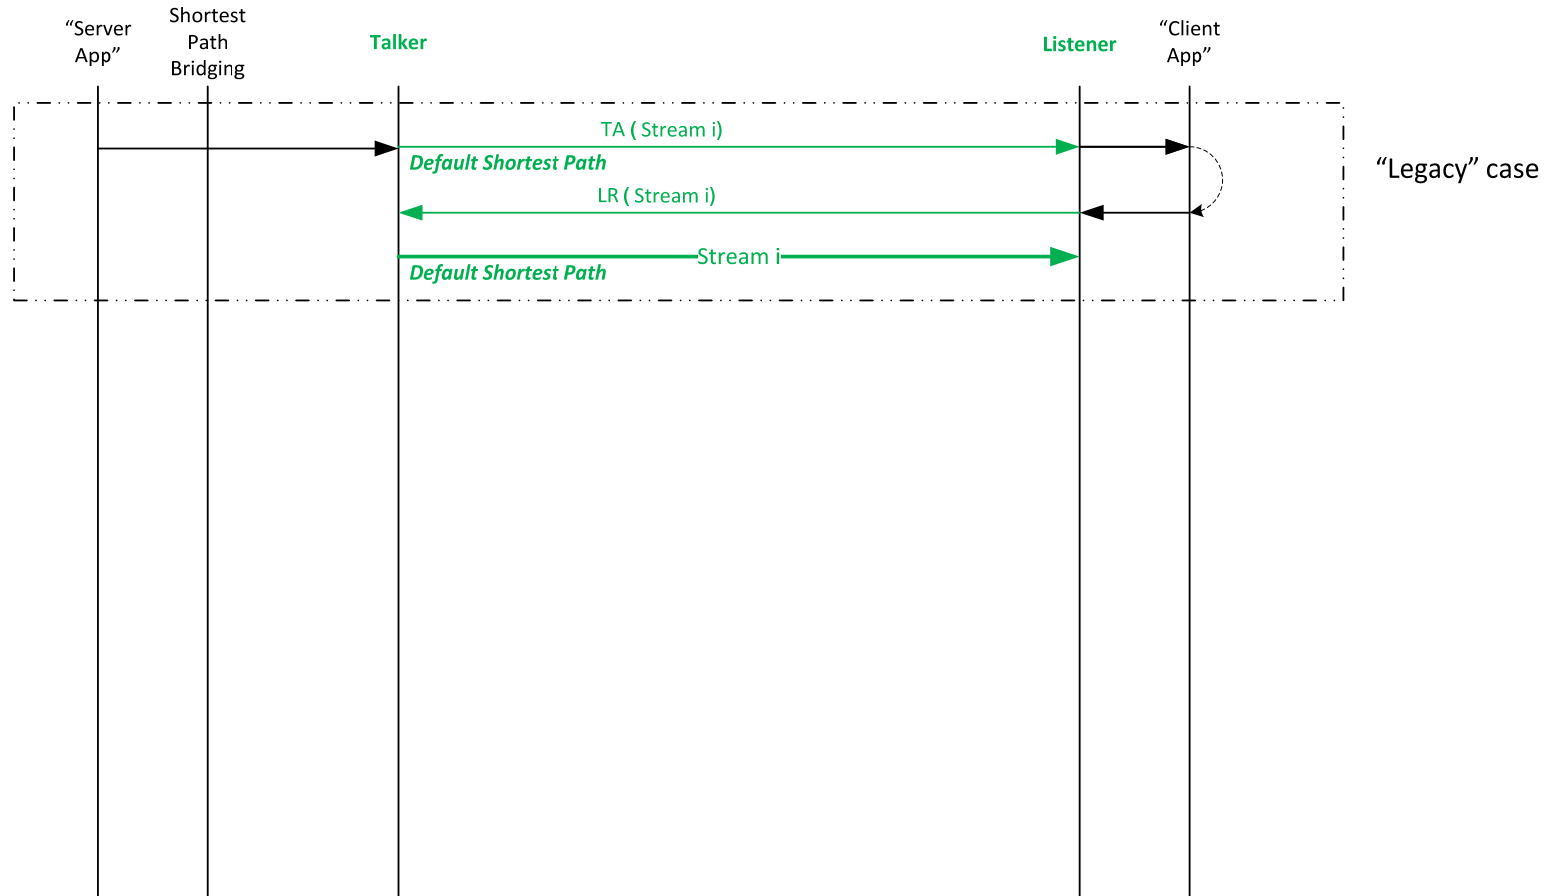 “Server
App”
Shortest
Path
Bridging
Talker
Listener
“Client
App”
TA ( Stream i)
Default Shortest Path
“Legacy” case
LR ( Stream i)
Stream i
Default Shortest Path